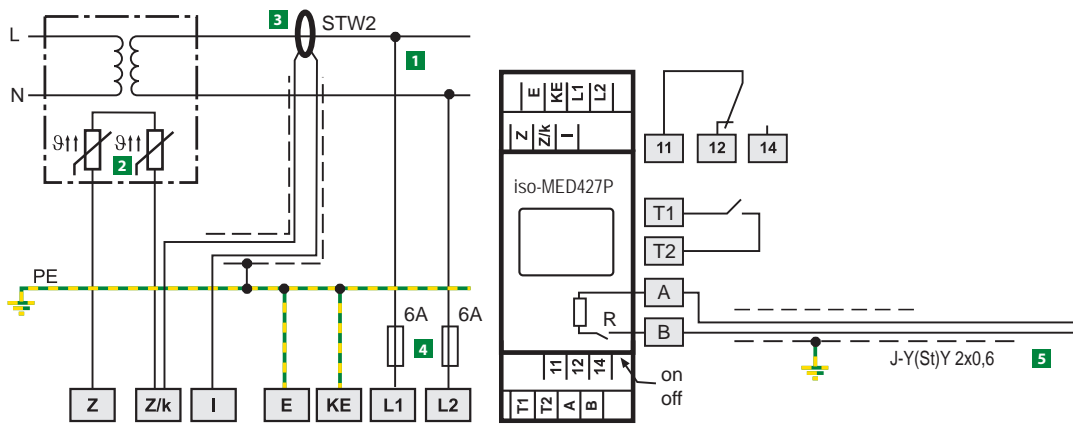 L
N
3
STW2
1
ϑ↑↑
2
ϑ↑↑
PE
6A
4
6A
Z
Z/k
I
E
KE
L1
L2
E
KE
L1
L2
Z
Z/k
I
iso-MED427P
R
11
12
14
T1
T2
A
B
on
off
11
12
14
T1
T2
A
B
J-Y(St)Y 2x0,6
5